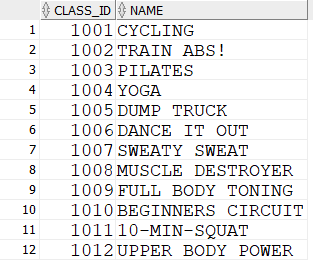 CLASS_ID NAME
1 1001 CYCLING
2 1002 TRAIN ABS!
3 1003 PILATES
4 1004 YOGA
5 1005 DUMP TRUCK
6 1006 DANCE IT OUT
7 1007 SWEATY SWEAT
8 1008 MUSCLE DESTROYER
9 1009 FULL BODY TONING
10 1010 BEGINNERS CIRCUIT
11 1011 10-MIN-SQUAT
12 1012 UPPER BODY POWER